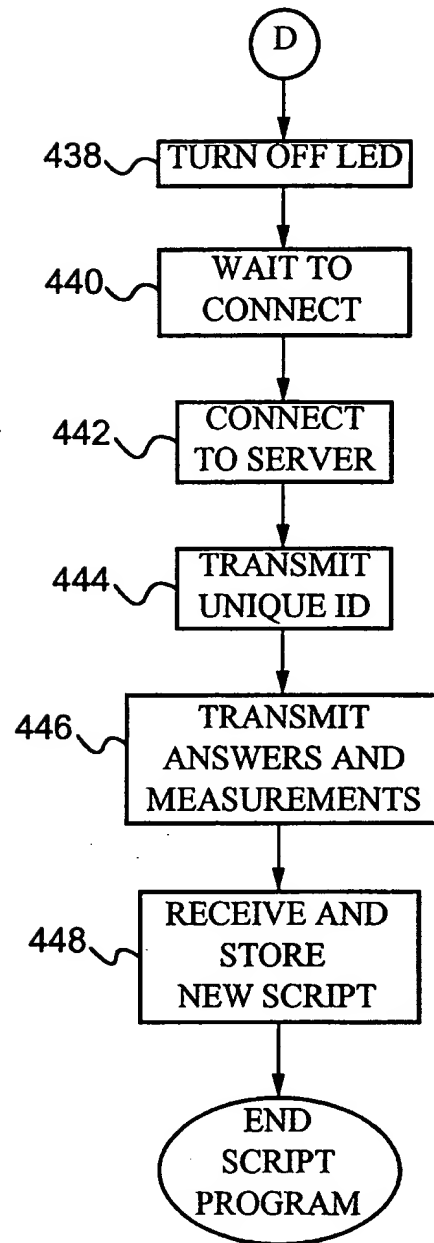 D
438 TURN OFF LED
440 WAIT TO
CONNECT
442 CONNECT
TO SERVER
444 TRANSMIT
UNIQUE ID
446 TRANSMIT
ANSWERS AND
MEASUREMENTS
448 RECEIVE AND
STORE
NEW SCRIPT
END
SCRIPT
PROGRAM